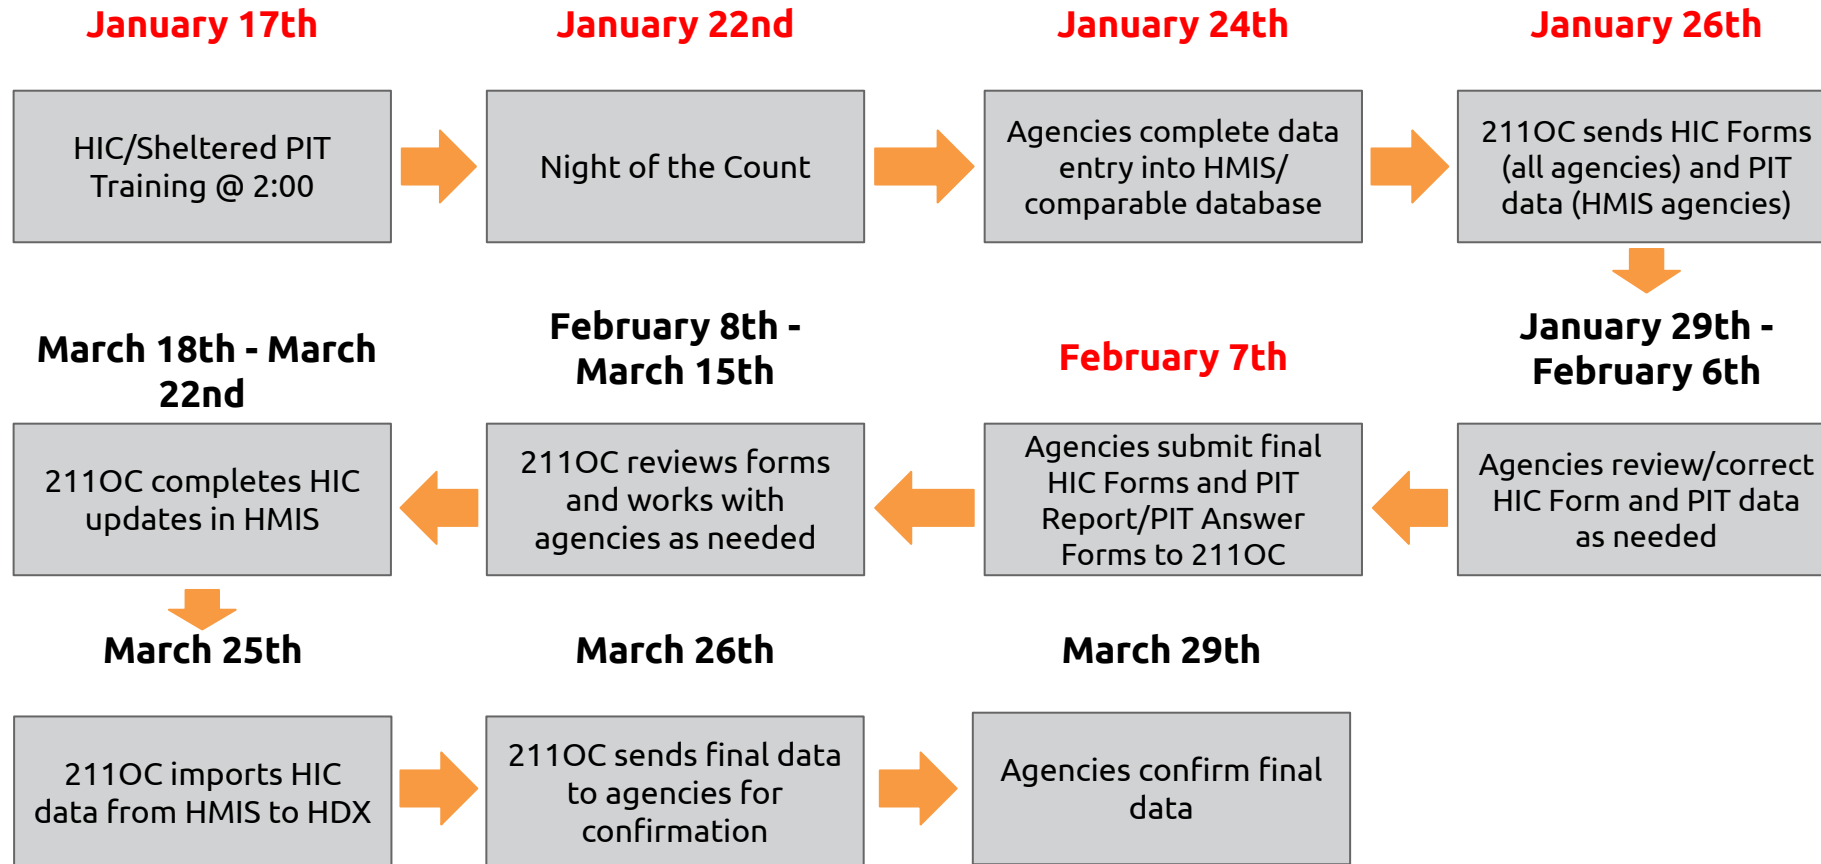 January 17th
HIC/Sheltered PIT
Training @ 2:00
January 22nd
Night of the Count
January 24th
Agencies complete data
entry into HMIS/
comparable database
January 26th
211OC sends HIC Forms
(all agencies) and PIT
data (HMIS agencies)
January 29th -
February 6th
Agencies review/correct
HIC Form and PIT data
as needed
February 7th
Agencies submit final
HIC Forms and PIT
Report/PIT Answer
Forms to 211OC
February 8th -
March 15th
211OC reviews forms
and works with
agencies as needed
March 18th - March
22nd
211OC completes HIC
updates in HMIS
March 25th
211OC imports HIC
data from HMIS to HDX
March 26th
211OC sends final data
to agencies for
confirmation
March 29th
Agencies confirm final
data